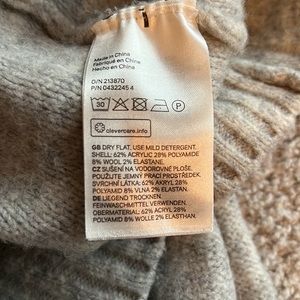 Made in China
Fabriqué en Chine
Hecho en China
O/N 213870
P/N 0432245 4
30
P
clevercare.info
GB DRY FLAT. USE MILD DETERGENT.
SHELL: 62% ACRYLIC 28% POLYAMIDE
8% WOOL 2% ELASTANE.
CZ SUŠENÍ NA VODOROVNÉ PLOŠE.
POUŽIJTE JEMNÝ PRACÍ PROSTŘEDEK.
SVRCHNÍ LÁTKA: 62% AKRYL 28%
POLYAMID 8% VLNA 2% ELASTAN.
DE LIEGEND TROCKNEN.
FEINWASCHMITTEL VERWENDEN.
OBERMATERIAL: 62% ACRYL 28%
POLYAMID 8% WOLLE 2% ELASTHAN.